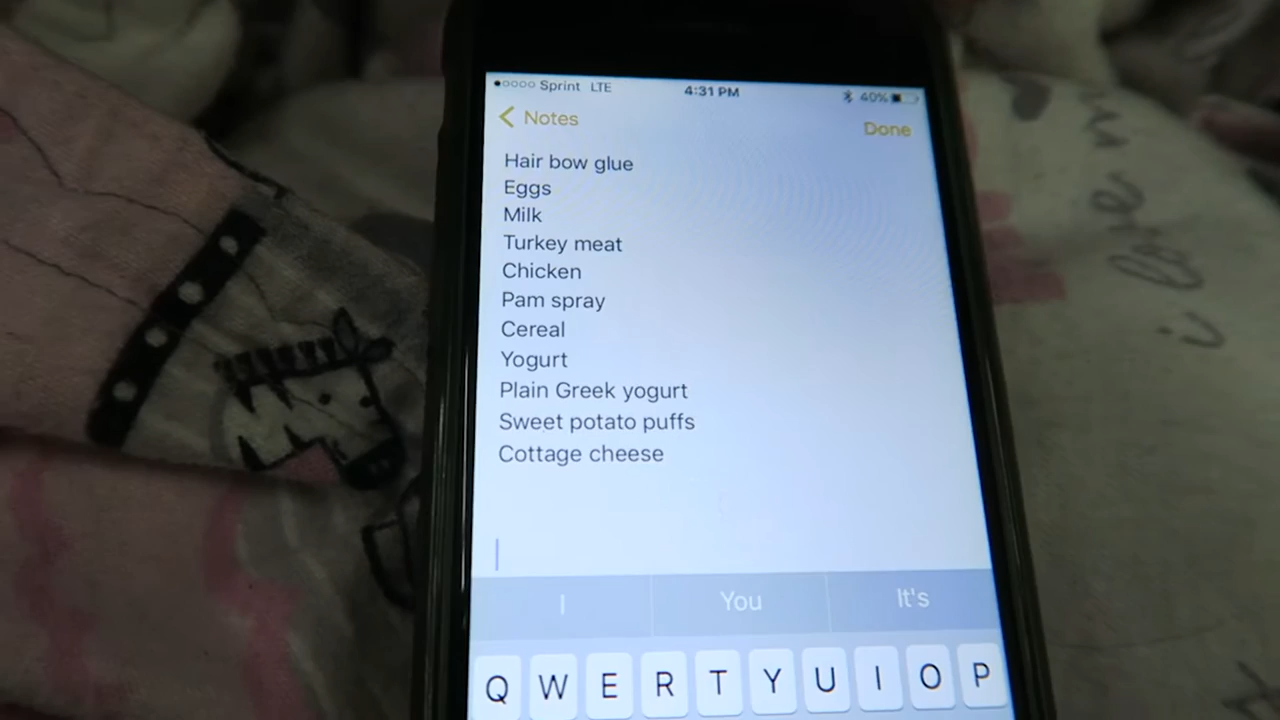 Sprint LTE 4:31 PM 40%
Notes Done
Hair bow glue
Eggs
Milk
Turkey meat
Chicken
Pam spray
Cereal
Yogurt
Plain Greek yogurt
Sweet potato puffs
Cottage cheese
I You It's
Q W E R T Y U I O P
i love